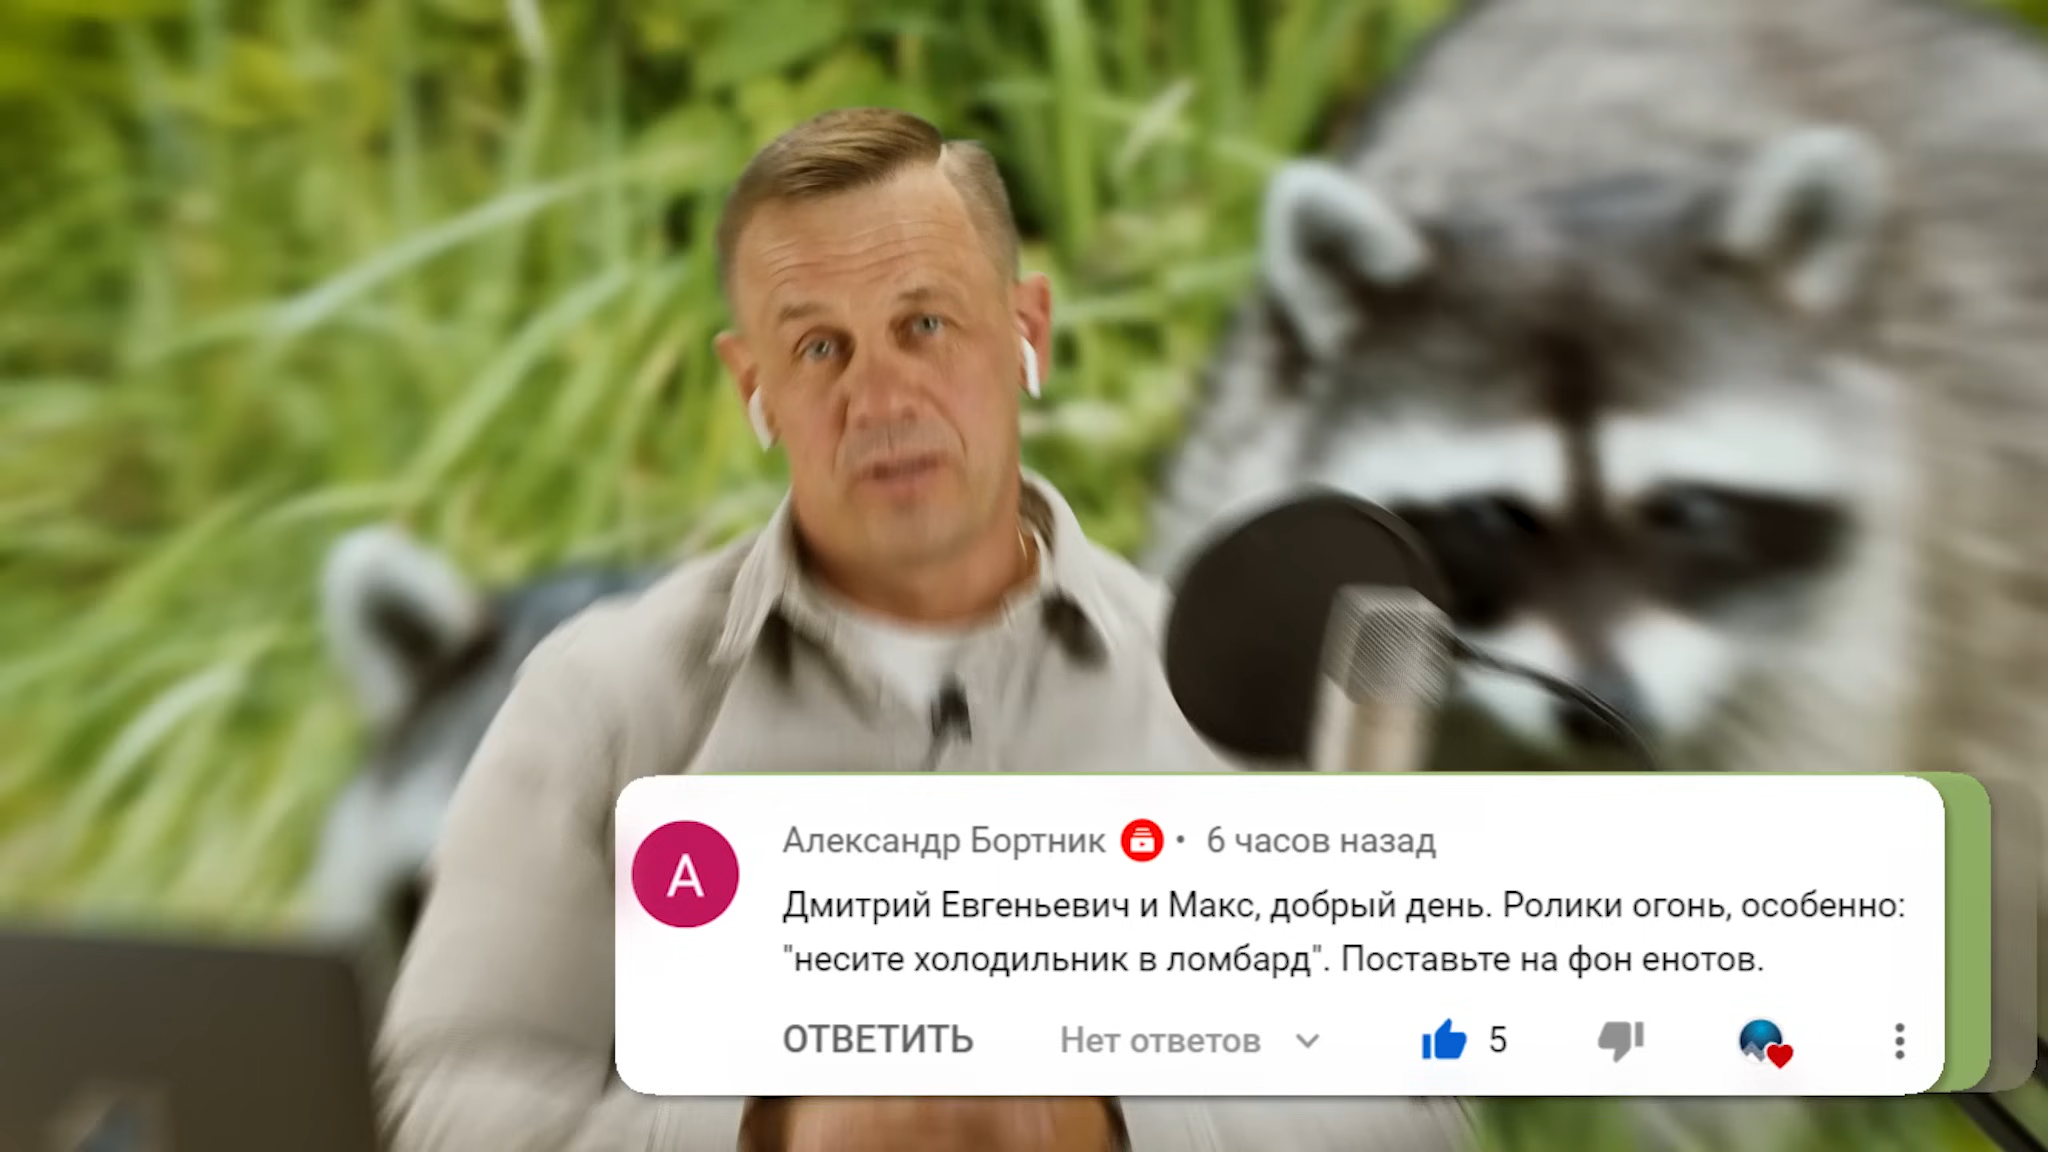 А
Александр Бортник • 6 часов назад
Дмитрий Евгеньевич и Макс, добрый день. Ролики огонь, особенно:
"несите холодильник в ломбард". Поставьте на фон енотов.
ОТВЕТИТЬ Нет ответов 5